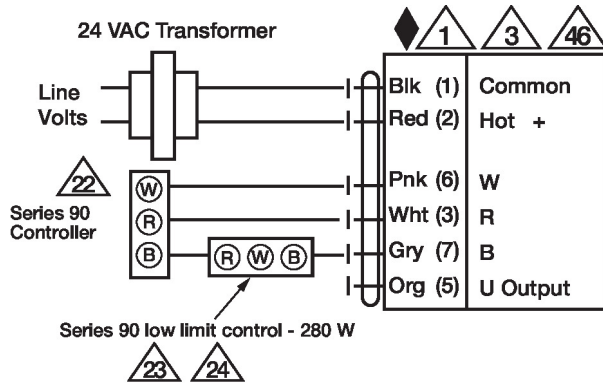 24 VAC Transformer
1 3 46
Line
Volts
Blk (1) Common
Red (2) Hot +
22
Series 90
Controller
W
R
B
R W B
Pnk (6) W
Wht (3) R
Gry (7) B
Org (5) U Output
Series 90 low limit control - 280 W
23 24